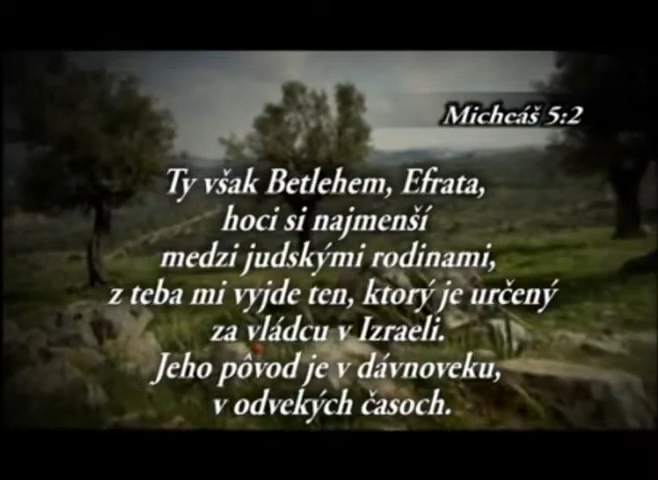 Micheáš 5:2
Ty však Betlehem, Efrata,
hoci si najmenší
medzi judskými rodinami,
z teba mi vyjde ten, ktorý je určený
za vládcu v Izraeli.
Jeho pôvod je v dávnoveku,
v odvekých časoch.